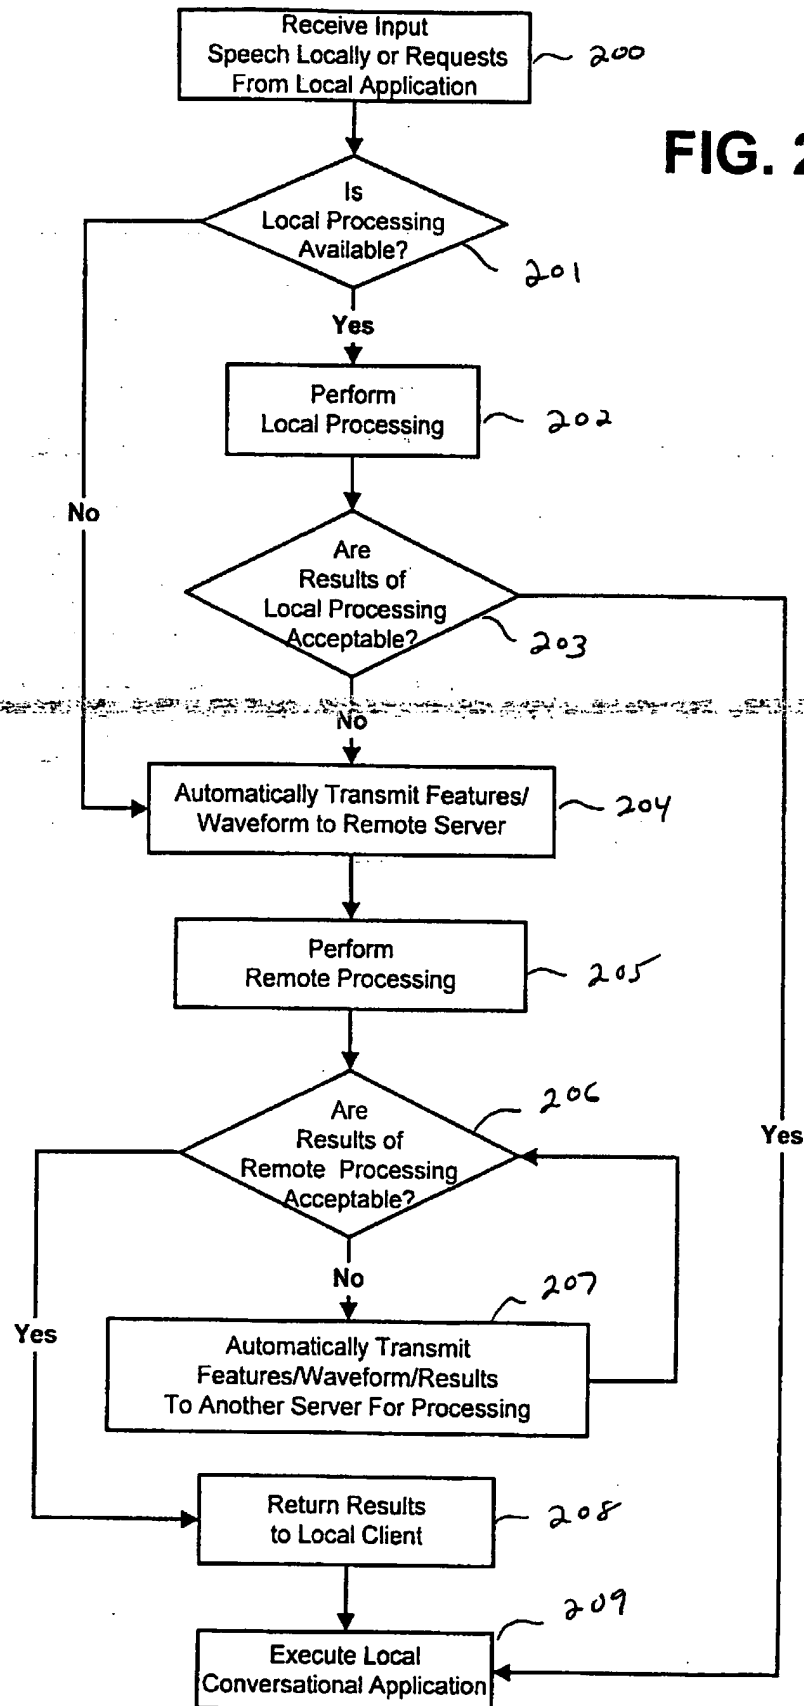 Receive Input
Speech Locally or Requests
From Local Application
200
FIG. 2
Is
Local Processing
Available?
201
Yes
Perform
Local Processing
202
No
Are
Results of
Local Processing
Acceptable?
203
No
Automatically Transmit Features/
Waveform to Remote Server
204
Perform
Remote Processing
205
Are
Results of
Remote Processing
Acceptable?
206
Yes
No
207
Yes
Automatically Transmit
Features/Waveform/Results
To Another Server For Processing
Return Results
to Local Client
208
209
Execute Local
Conversational Application